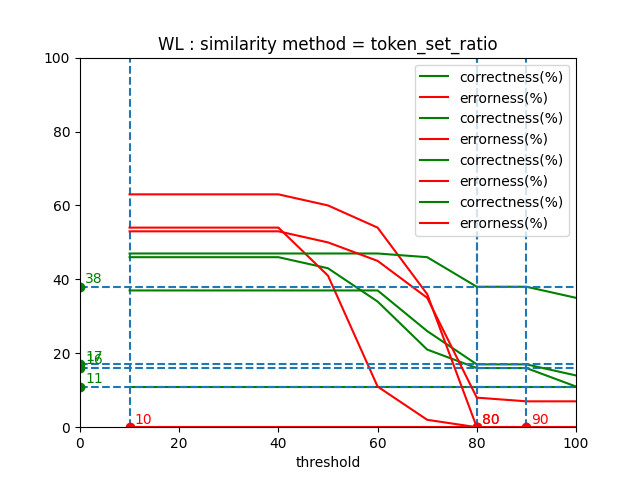 WL : similarity method = token_set_ratio
100
80
60
40
20
0
correctness(%)
errorness(%)
correctness(%)
errorness(%)
correctness(%)
errorness(%)
correctness(%)
errorness(%)
38
17
16
11
10
80
90
0 20 40 60 80 100
threshold